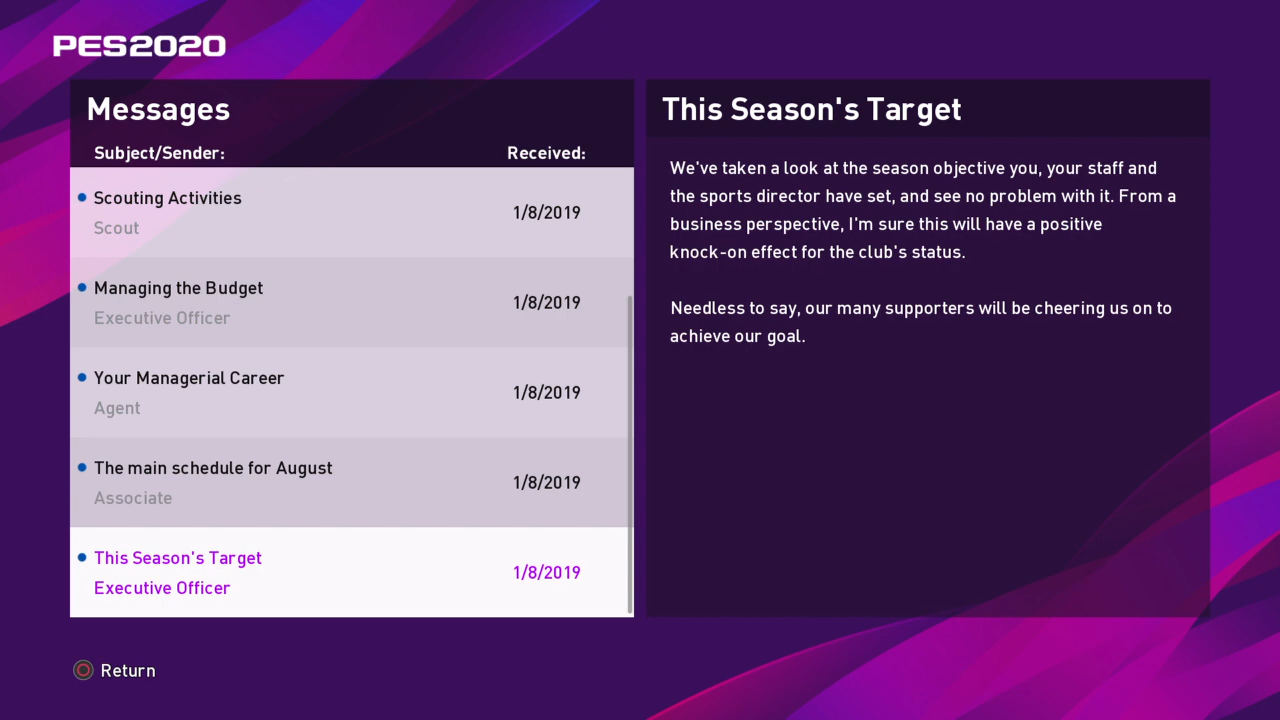 PES2020
Messages
Subject/Sender: Received:
Scouting Activities
Scout
1/8/2019
Managing the Budget
Executive Officer
1/8/2019
Your Managerial Career
Agent
1/8/2019
The main schedule for August
Associate
1/8/2019
This Season's Target
Executive Officer
1/8/2019
This Season's Target
We've taken a look at the season objective you, your staff and
the sports director have set, and see no problem with it. From a
business perspective, I'm sure this will have a positive
knock-on effect for the club's status.
Needless to say, our many supporters will be cheering us on to
achieve our goal.
Return